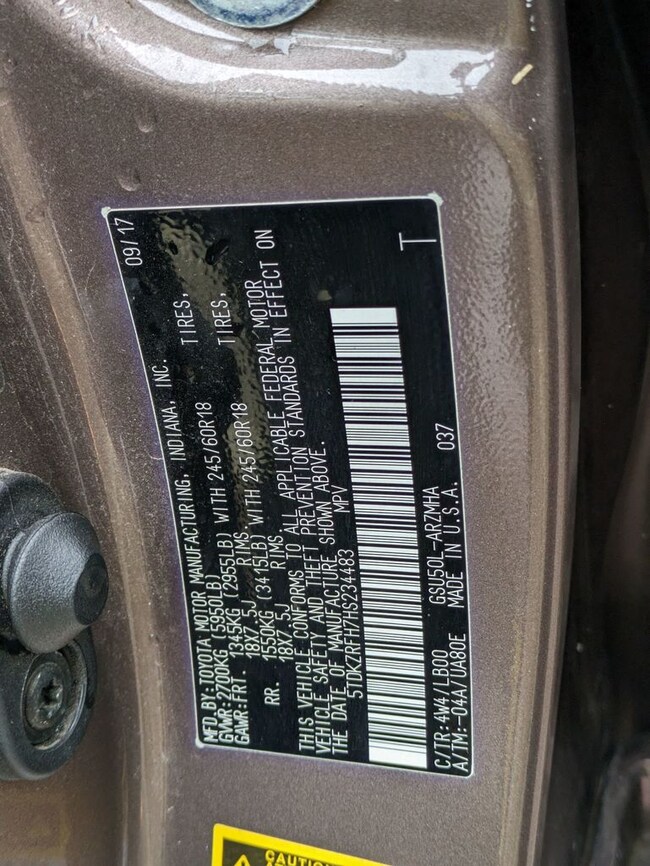 MFD.BY: TOYOTA MOTOR MANUFACTURING, INDIANA, INC. 09/17
GVWR: 2700KG (5950LB)
GAWR: FRT. 1345KG (2955LB) WITH 245/60R18 TIRES,
18X7.5J RIMS
RR. 1550KG (3415LB) WITH 245/60R18 TIRES,
18X7.5J RIMS
THIS VEHICLE CONFORMS TO ALL APPLICABLE FEDERAL MOTOR
VEHICLE SAFETY AND THEFT PREVENTION STANDARDS IN EFFECT ON
THE DATE OF MANUFACTURE SHOWN ABOVE.
5TDKZRFH7HS234483 MPV
T
C/TR: 4W4/LB00 GSU50L-ARZMHA 037
A/TM: -04A/UA80E MADE IN U.S.A.
CAUTION